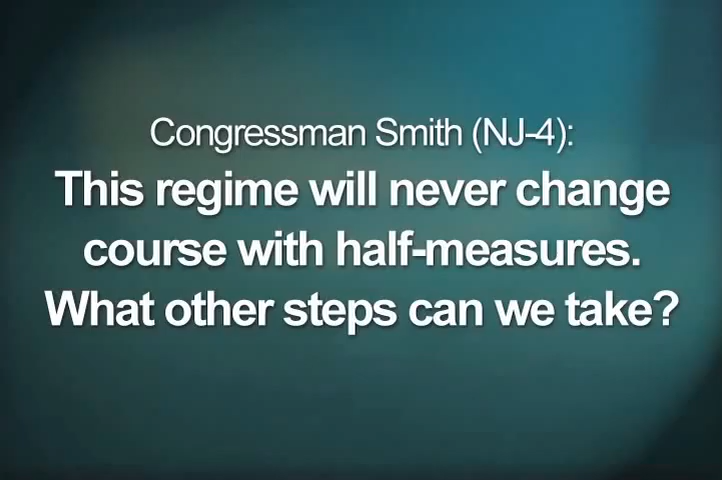 Congressman Smith (NJ-4):
This regime will never change
course with half-measures.
What other steps can we take?